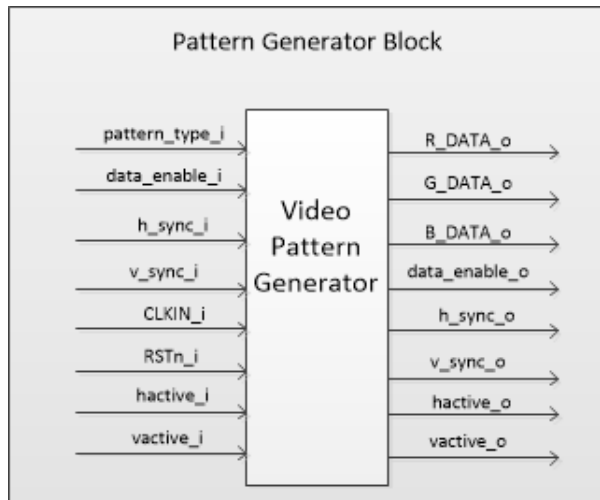 Pattern Generator Block
pattern_type_i
data_enable_i
h_sync_i
v_sync_i
CLKIN_i
RSTn_i
hactive_i
vactive_i
Video
Pattern
Generator
R_DATA_o
G_DATA_o
B_DATA_o
data_enable_o
h_sync_o
v_sync_o
hactive_o
vactive_o